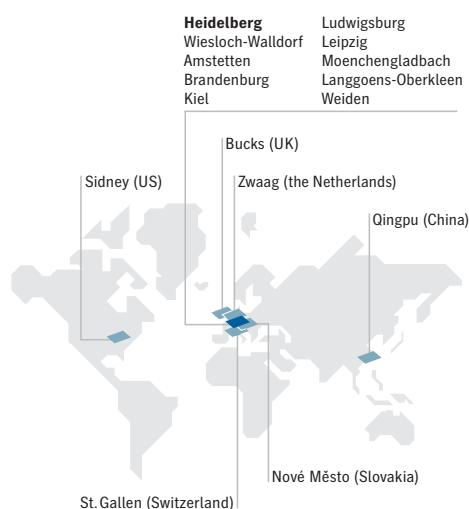 Heidelberg
Wiesloch-Walldorf
Amstetten
Brandenburg
Kiel
Ludwigsburg
Leipzig
Moenchengladbach
Langgoens-Oberkleen
Weiden
Bucks (UK)
Sidney (US)
Zwaag (the Netherlands)
Qingpu (China)
Nové Město (Slovakia)
St. Gallen (Switzerland)